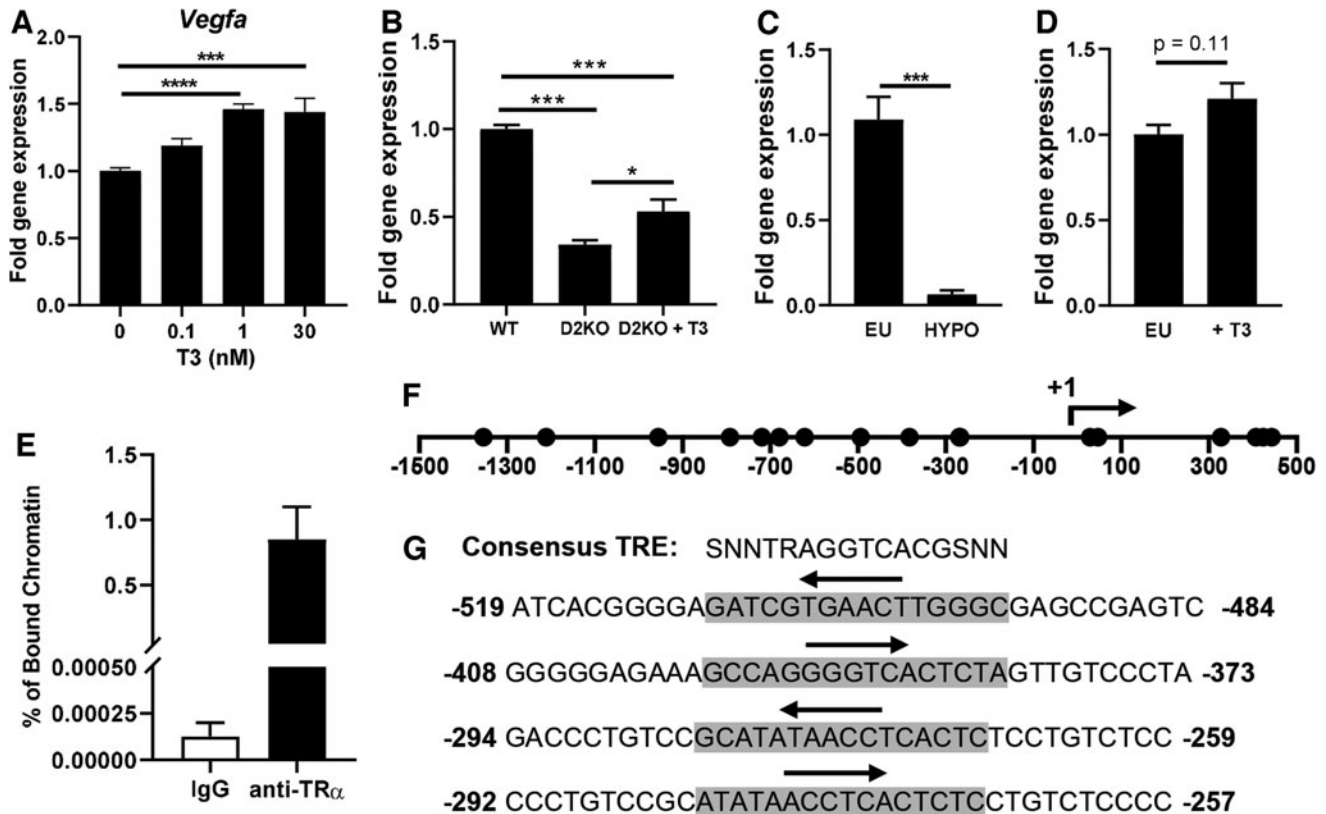 A
Vegfa
Fold gene expression
2.0
1.5
1.0
0.5
0.0
***
****
0 0.1 1 30
T3 (nM)
B
Fold gene expression
1.5
1.0
0.5
0.0
***
***
*
WT D2KO D2KO + T3
C
Fold gene expression
1.5
1.0
0.5
0.0
***
EU HYPO
D
Fold gene expression
1.5
1.0
0.5
0.0
p = 0.11
EU + T3
E
% of Bound Chromatin
1.5
1.0
0.5
0.00050
0.00025
0.00000
IgG anti-TRα
F
+1
-1500 -1300 -1100 -900 -700 -500 -300 -100 100 300 500
G
Consensus TRE: SNNTRAGGTCACGSNN
-519 ATCACGGGGAGATCGTGAACTTGGGCGAGCCGAGTC -484
-408 GGGGGAGAAAGCCAGGGGTCACTCTAGTTGTCCCTA -373
-294 GACCCTGTCCGCATATAACCTCACTCTCCTGTCTCC -259
-292 CCCTGTCCGCATATAACCTCACTCTCCTGTCTCCCC -257